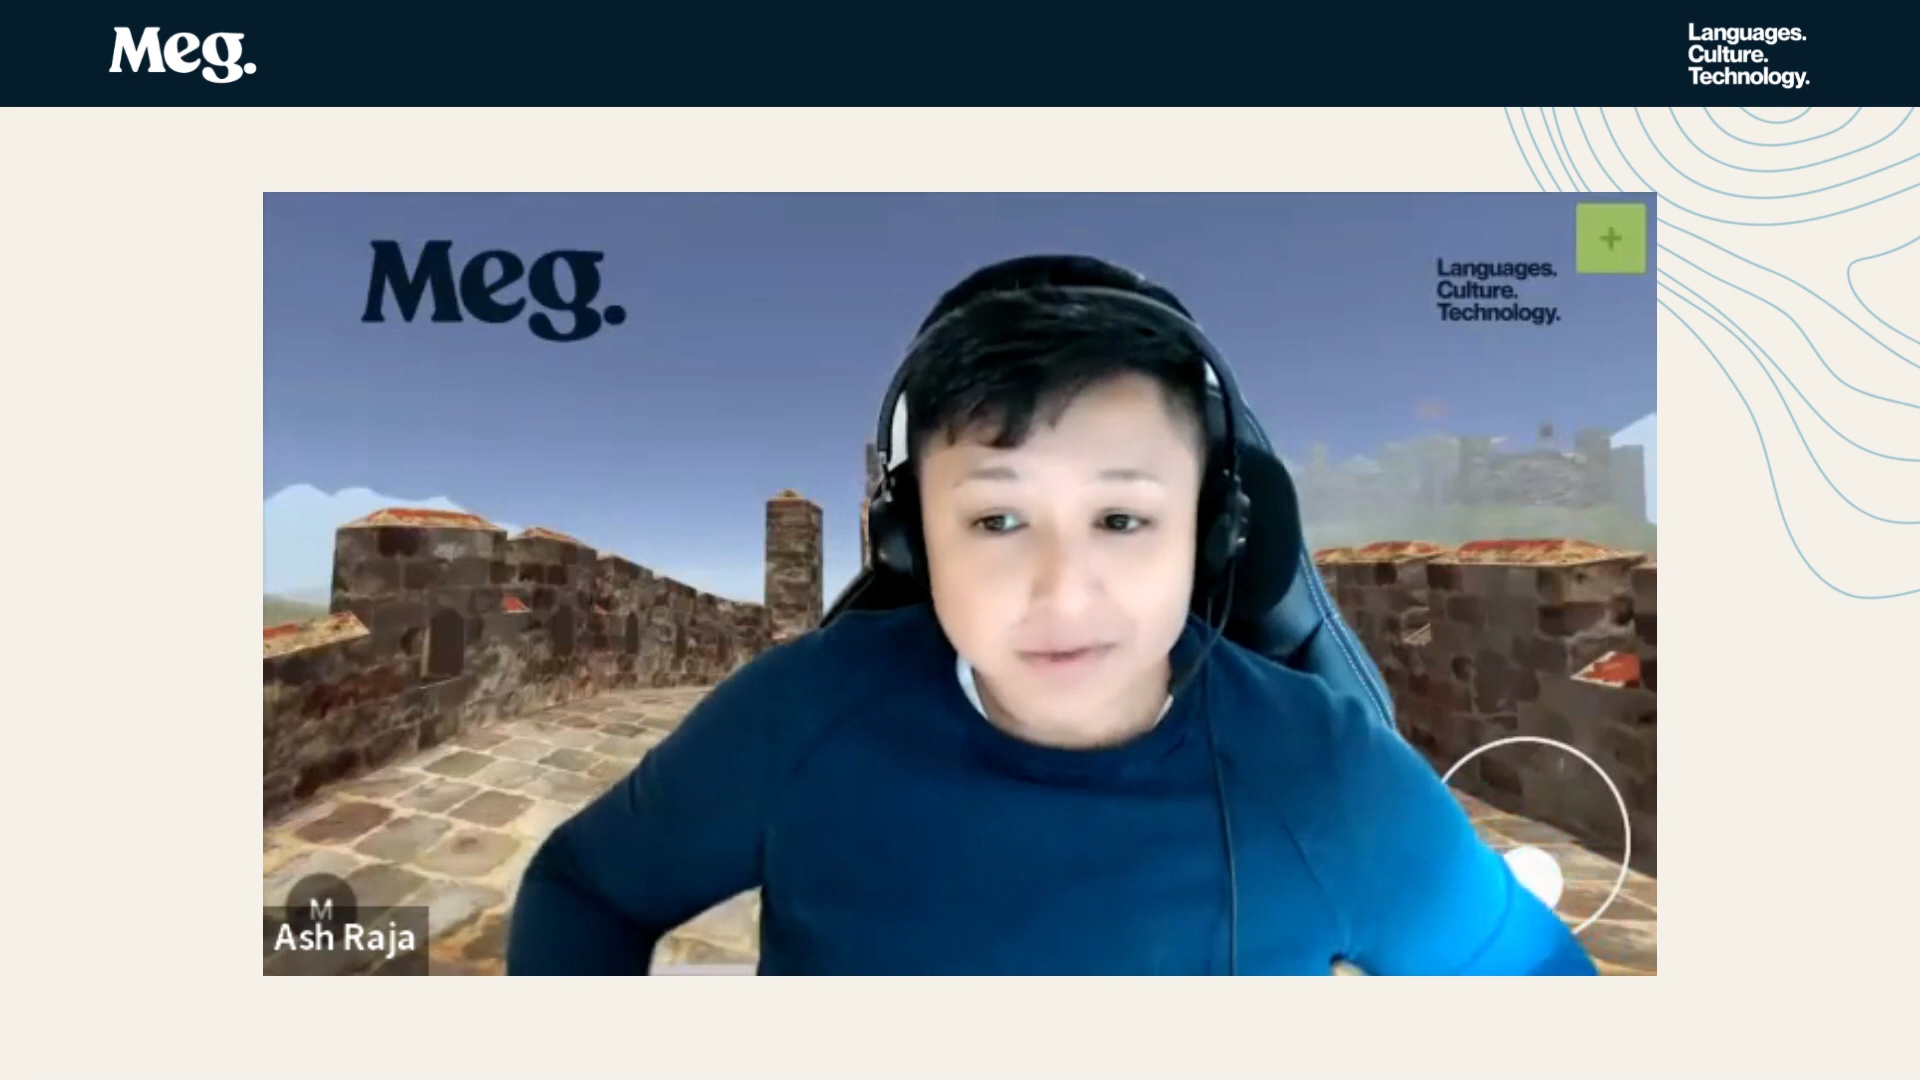 Meg.
Languages.
Culture.
Technology.
Meg.
Languages.
Culture.
Technology.
+
M
Ash Raja